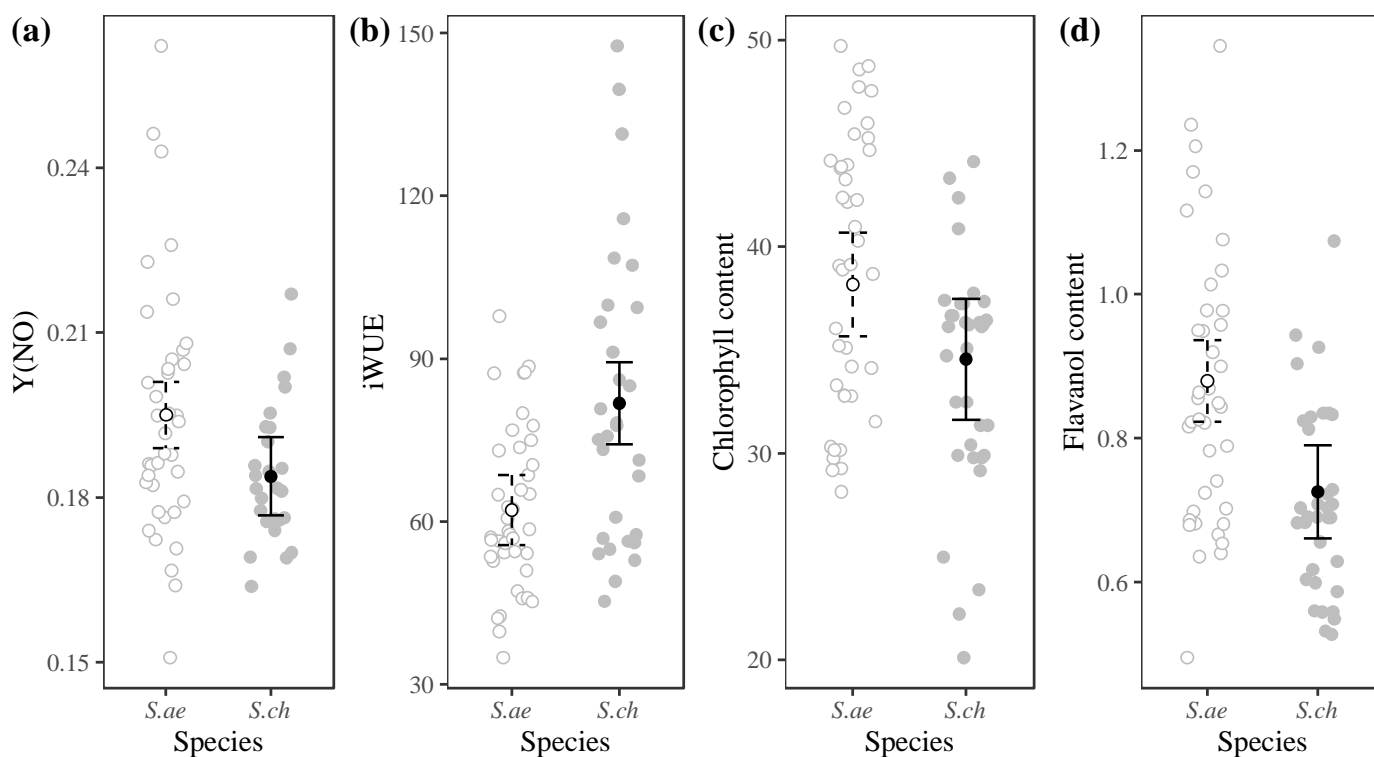 (a)
Y(NO)
0.24
0.21
0.18
0.15
S.ae S.ch
Species
(b)
iWUE
150
120
90
60
30
S.ae S.ch
Species
(c)
Chlorophyll content
50
40
30
20
S.ae S.ch
Species
(d)
Flavanol content
1.2
1.0
0.8
0.6
S.ae S.ch
Species